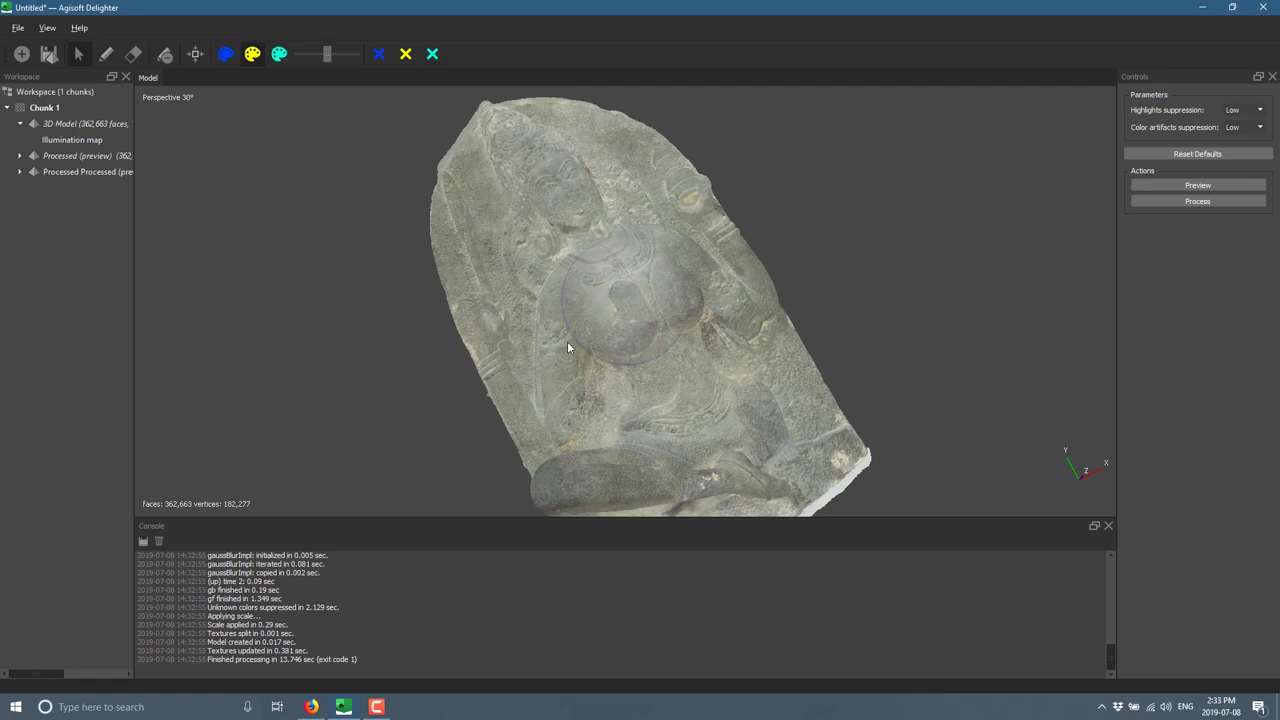 Untitled* — Agisoft Delighter
File View Help
Workspace
Model
Controls
Workspace (1 chunks)
Chunk 1
3D Model (362,663 faces,
Illumination map
Processed (preview) (362,
Processed Processed (pre
Perspective 30°
Parameters
Highlights suppression: Low
Color artifacts suppression: Low
Reset Defaults
Actions
Preview
Process
Y
X
Z
faces: 362,663 vertices: 182,277
Console
2019-07-08 14:32:55 gaussBlurImpl: initialized in 0.005 sec.
2019-07-08 14:32:55 gaussBlurImpl: iterated in 0.081 sec.
2019-07-08 14:32:55 gaussBlurImpl: copied in 0.002 sec.
2019-07-08 14:32:55 (up) time 2: 0.09 sec
2019-07-08 14:32:55 gb finished in 0.19 sec
2019-07-08 14:32:55 gf finished in 1.349 sec
2019-07-08 14:32:55 Unknown colors suppressed in 2.129 sec.
2019-07-08 14:32:55 Applying scale...
2019-07-08 14:32:55 Scale applied in 0.29 sec.
2019-07-08 14:32:55 Textures split in 0.001 sec.
2019-07-08 14:32:55 Model created in 0.017 sec.
2019-07-08 14:32:55 Textures updated in 0.381 sec.
2019-07-08 14:32:55 Finished processing in 13.746 sec (exit code 1)
Type here to search
ENG
2:33 PM
2019-07-08